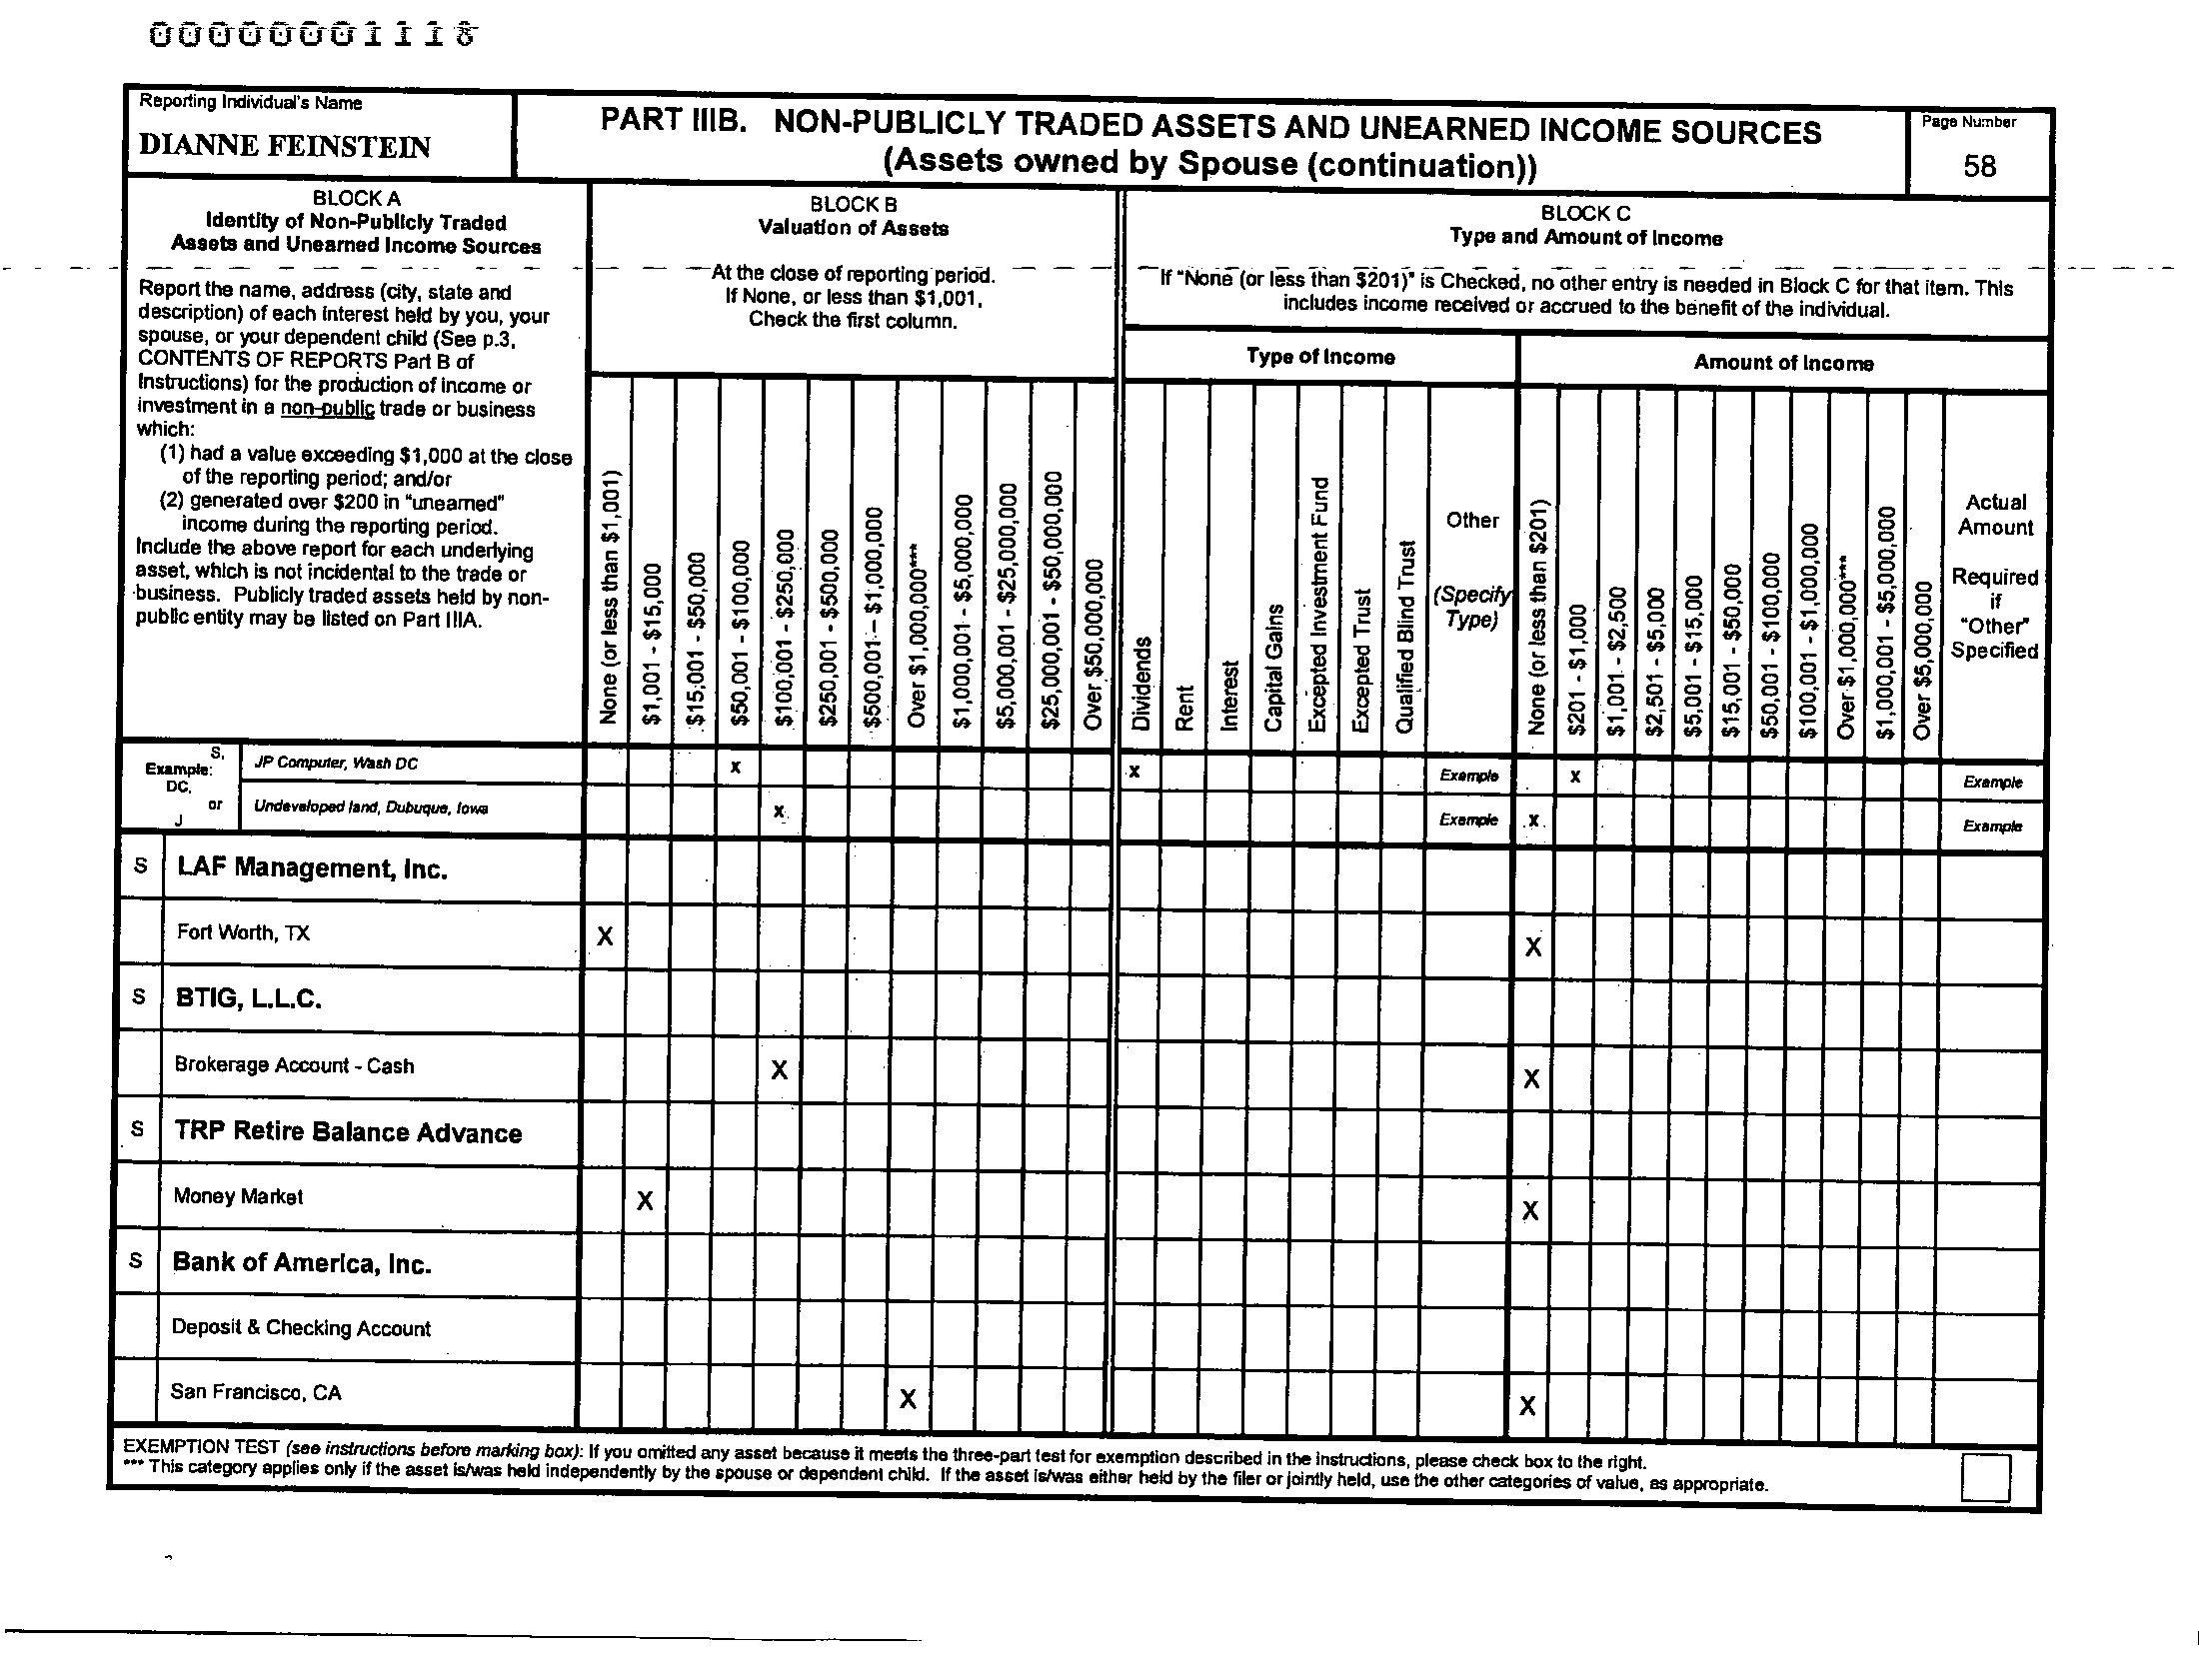 00000001118
Reporting Individual's Name
DIANNE FEINSTEIN
PART IIIB. NON-PUBLICLY TRADED ASSETS AND UNEARNED INCOME SOURCES
(Assets owned by Spouse (continuation))
Page Number
58
BLOCK A
Identity of Non-Publicly Traded
Assets and Unearned Income Sources
Report the name, address (city, state and
description) of each interest held by you, your
spouse, or your dependent child (See p.3,
CONTENTS OF REPORTS Part B of
Instructions) for the production of income or
investment in a non-public trade or business
which:
(1) had a value exceeding $1,000 at the close
of the reporting period; and/or
(2) generated over $200 in "unearned"
income during the reporting period.
Include the above report for each underlying
asset, which is not incidental to the trade or
business. Publicly traded assets held by non-
public entity may be listed on Part IIIA.
BLOCK B
Valuation of Assets
At the close of reporting period.
If None, or less than $1,001,
Check the first column.
None (or less than $1,001)
$1,001 - $15,000
$15,001 - $50,000
$50,001 - $100,000
$100,001 - $250,000
$250,001 - $500,000
$500,001 - $1,000,000
Over $1,000,000***
$1,000,001 - $5,000,000
$5,000,001 - $25,000,000
$25,000,001 - $50,000,000
Over $50,000,000
BLOCK C
Type and Amount of Income
If "None (or less than $201)" is Checked, no other entry is needed in Block C for that item. This
includes income received or accrued to the benefit of the individual.
Type of Income
Dividends
Rent
Interest
Capital Gains
Excepted Investment Fund
Excepted Trust
Qualified Blind Trust
Other
(Specify
Type)
Amount of Income
None (or less than $201)
$201 - $1,000
$1,001 - $2,500
$2,501 - $5,000
$5,001 - $15,000
$15,001 - $50,000
$50,001 - $100,000
$100,001 - $1,000,000
Over $1,000,000***
$1,000,001 - $5,000,000
Over $5,000,000
Actual
Amount
Required
if
"Other"
Specified
Example:
S,
DC,
or
J
JP Computer, Wash DC X X Example X Example
Undeveloped land, Dubuque, Iowa X Example X Example
S LAF Management, Inc.
Fort Worth, TX X X
S BTIG, L.L.C.
Brokerage Account - Cash X X
S TRP Retire Balance Advance
Money Market X X
S Bank of America, Inc.
Deposit & Checking Account
San Francisco, CA X X
EXEMPTION TEST (see instructions before marking box): If you omitted any asset because it meets the three-part test for exemption described in the instructions, please check box to the right.
*** This category applies only if the asset is/was held independently by the spouse or dependent child. If the asset is/was either held by the filer or jointly held, use the other categories of value, as appropriate.